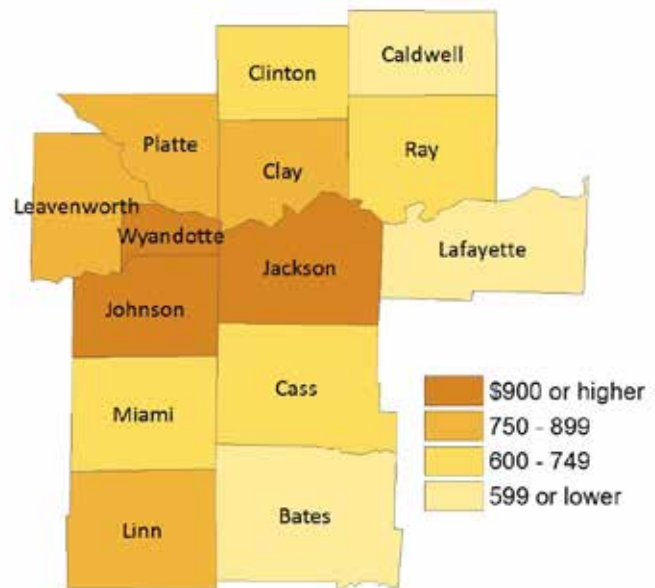 Caldwell
Clinton
Platte
Ray
Clay
Leavenworth
Wyandotte
Lafayette
Jackson
Johnson
Cass
Miami
Bates
Linn
$900 or higher
750 - 899
600 - 749
599 or lower